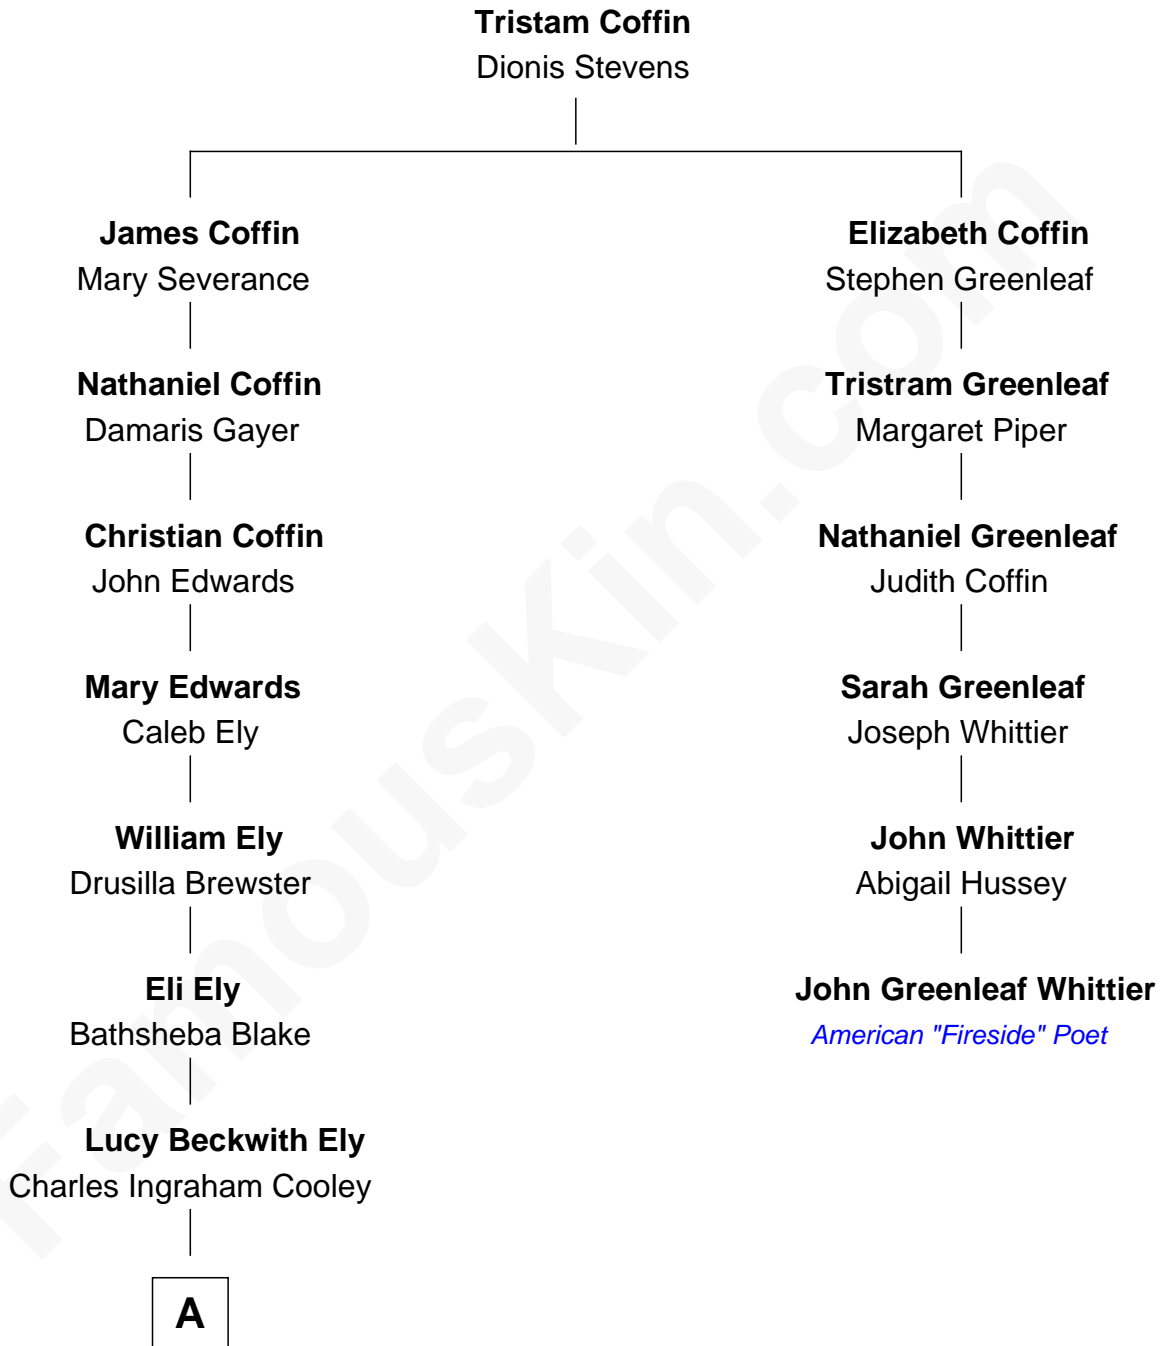 Tristam Coffin
Dionis Stevens
James Coffin
Mary Severance
Elizabeth Coffin
Stephen Greenleaf
Nathaniel Coffin
Damaris Gayer
Tristram Greenleaf
Margaret Piper
Christian Coffin
John Edwards
Nathaniel Greenleaf
Judith Coffin
Mary Edwards
Caleb Ely
Sarah Greenleaf
Joseph Whittier
William Ely
Drusilla Brewster
John Whittier
Abigail Hussey
Eli Ely
Bathsheba Blake
John Greenleaf Whittier
American "Fireside" Poet
Lucy Beckwith Ely
Charles Ingraham Cooley
A
FamousKin.com